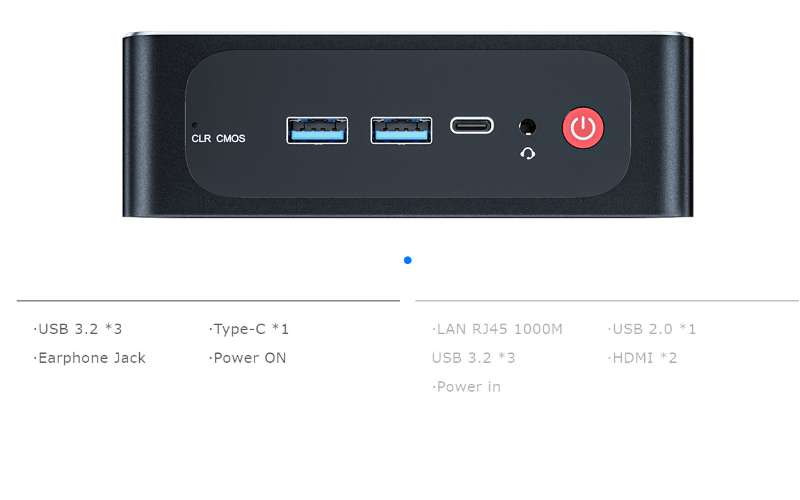 CLR CMOS
·USB 3.2 *3
·Type-C *1
·Earphone Jack
·Power ON
·LAN RJ45 1000M
·USB 2.0 *1
USB 3.2 *3
·HDMI *2
·Power in